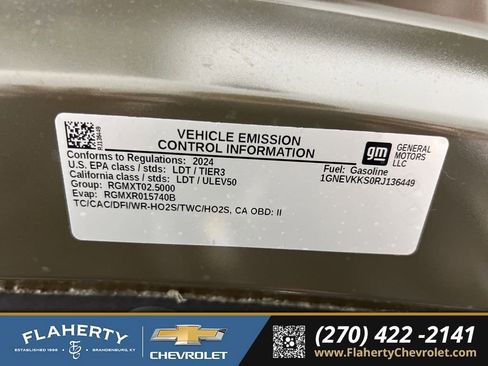 RJ136449
VEHICLE EMISSION
CONTROL INFORMATION
gm
GENERAL
MOTORS
LLC
Conforms to Regulations: 2024
U.S. EPA class / stds: LDT / TIER3
California class / stds: LDT / ULEV50
Group: RGMXT02.5000
Evap: RGMXR015740B
TC/CAC/DFI/WR-HO2S/TWC/HO2S, CA OBD: II
Fuel: Gasoline
1GNEVKKS0RJ136449
FLAHERTY
ESTABLISHED 1996
BRANDENBURG, KY
CHEVROLET
(270) 422 -2141
www.FlahertyChevrolet.com